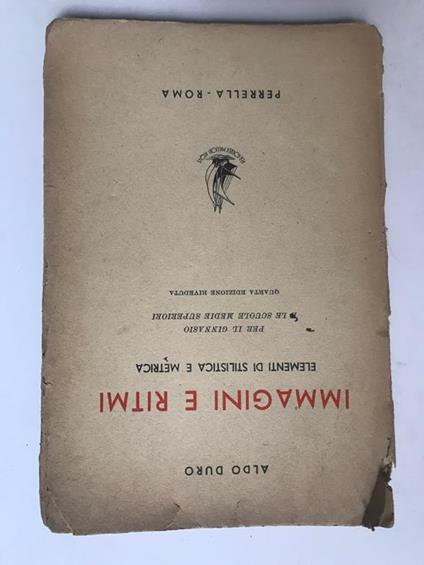 ALDO DURO
IMMAGINI E RITMI
ELEMENTI DI STILISTICA E METRICA
PER IL GINNASIO
LE SCUOLE MEDIE SUPERIORI
QUARTA EDIZIONE RIVEDUTA
PERRELLA - ROMA